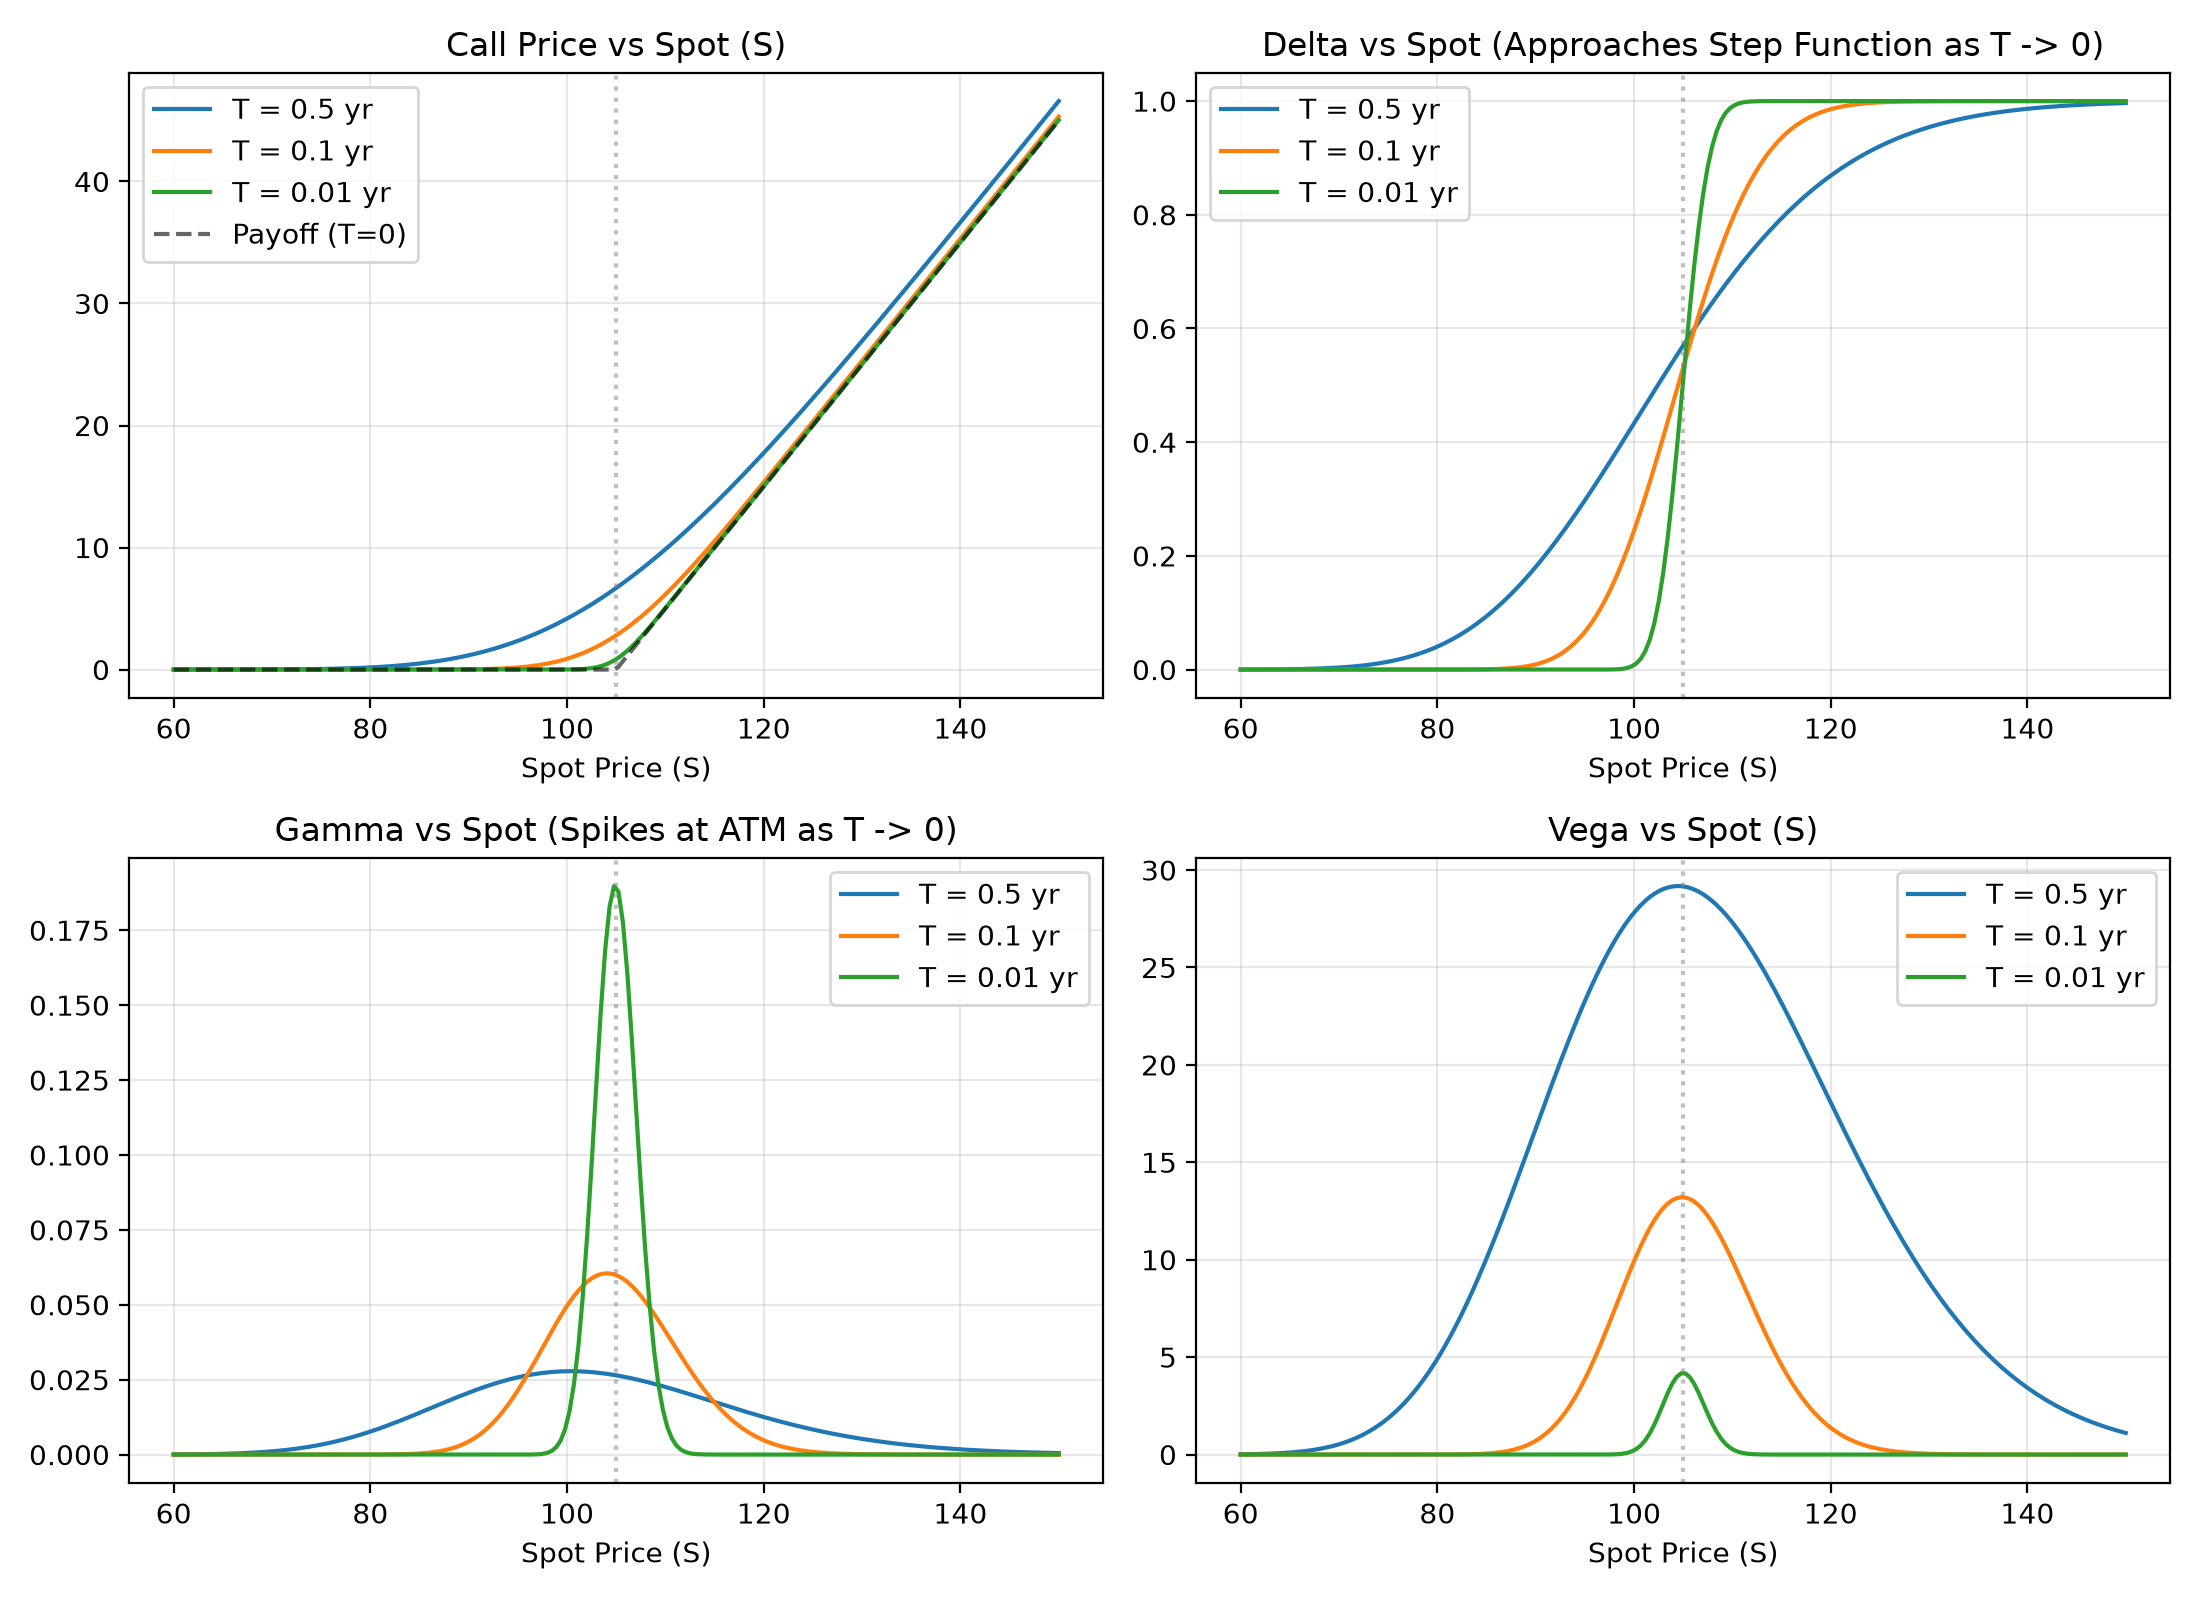 Call Price vs Spot (S)
T = 0.5 yr
T = 0.1 yr
T = 0.01 yr
Payoff (T=0)
40
30
20
10
0
60 80 100 120 140
Spot Price (S)
Delta vs Spot (Approaches Step Function as T -> 0)
T = 0.5 yr
T = 0.1 yr
T = 0.01 yr
1.0
0.8
0.6
0.4
0.2
0.0
60 80 100 120 140
Spot Price (S)
Gamma vs Spot (Spikes at ATM as T -> 0)
T = 0.5 yr
T = 0.1 yr
T = 0.01 yr
0.175
0.150
0.125
0.100
0.075
0.050
0.025
0.000
60 80 100 120 140
Spot Price (S)
Vega vs Spot (S)
T = 0.5 yr
T = 0.1 yr
T = 0.01 yr
30
25
20
15
10
5
0
60 80 100 120 140
Spot Price (S)